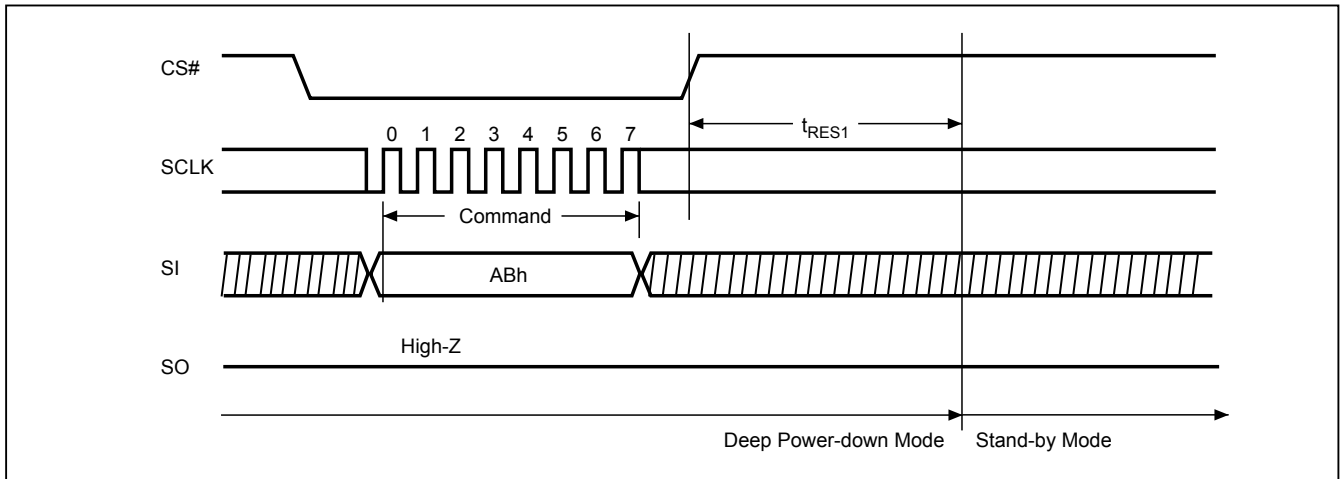 CS#
tRES1
0 1 2 3 4 5 6 7
SCLK
Command
SI
ABh
High-Z
SO
Deep Power-down Mode Stand-by Mode